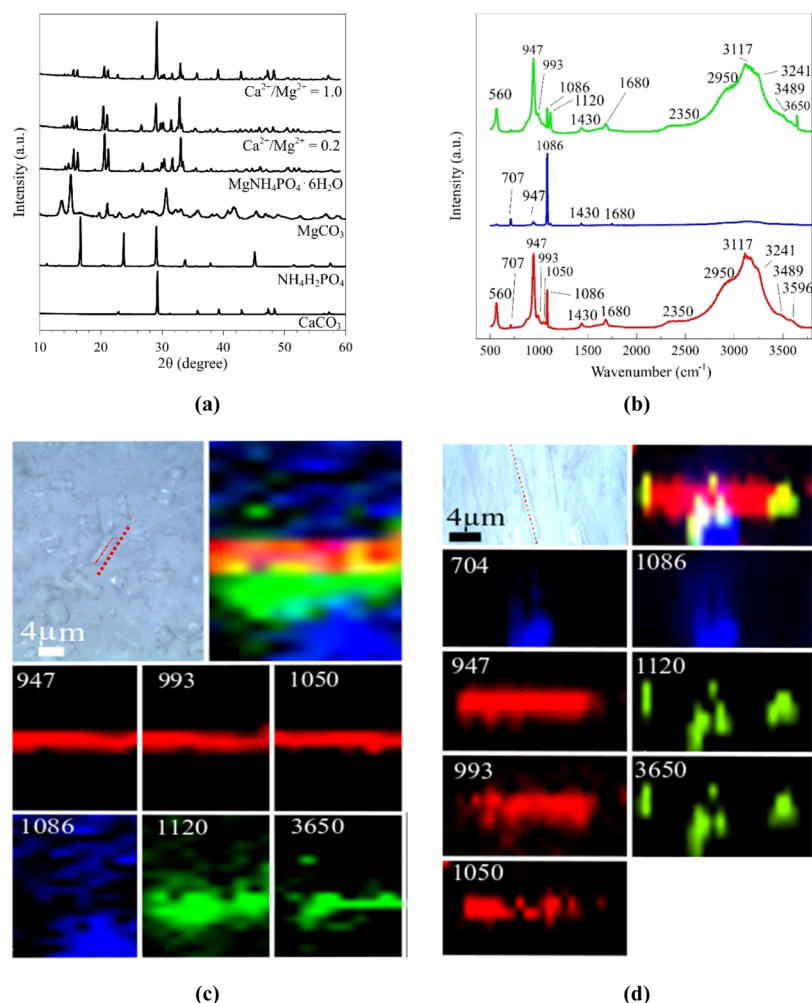 Intensity (a.u.)
Ca²⁺/Mg²⁺ = 1.0
Ca²⁺/Mg²⁺ = 0.2
MgNH₄PO₄·6H₂O
MgCO₃
NH₄H₂PO₄
CaCO₃
10 20 30 40 50 60
2θ (degree)
(a)
Intensity (a.u.)
560 947 993 1086 1120 1430 1680 2350 2950 3117 3241 3489 3650
707 947 1086 1430 1680
560 707 947 993 1050 1086 1430 1680 2350 2950 3117 3241 3489 3596
500 1000 1500 2000 2500 3000 3500
Wavenumber (cm⁻¹)
(b)
4μm
947 993 1050
1086 1120 3650
(c)
4μm
704 1086
947 1120
993 3650
1050
(d)